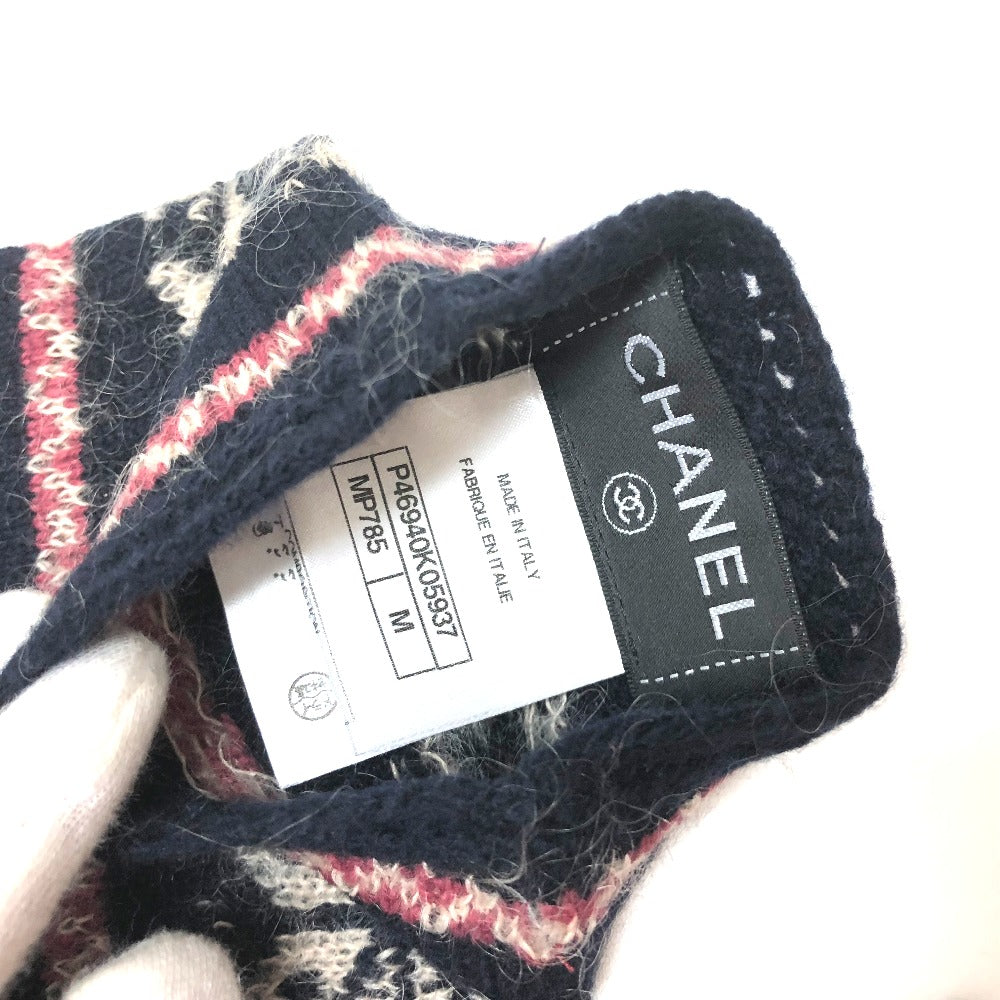 CHANEL
MADE IN ITALY
FABRIQUE EN ITALIE
P46940K05937
MP785 M